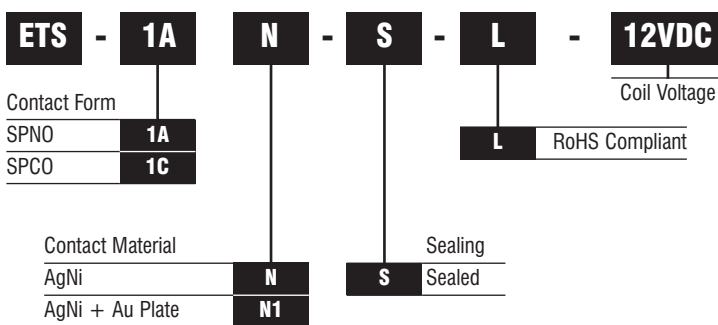 ETS - 1A N - S - L - 12VDC
Coil Voltage
Contact Form
SPNO 1A
L RoHS Compliant
SPCO 1C
Contact Material
Sealing
AgNi N
S Sealed
AgNi + Au Plate N1